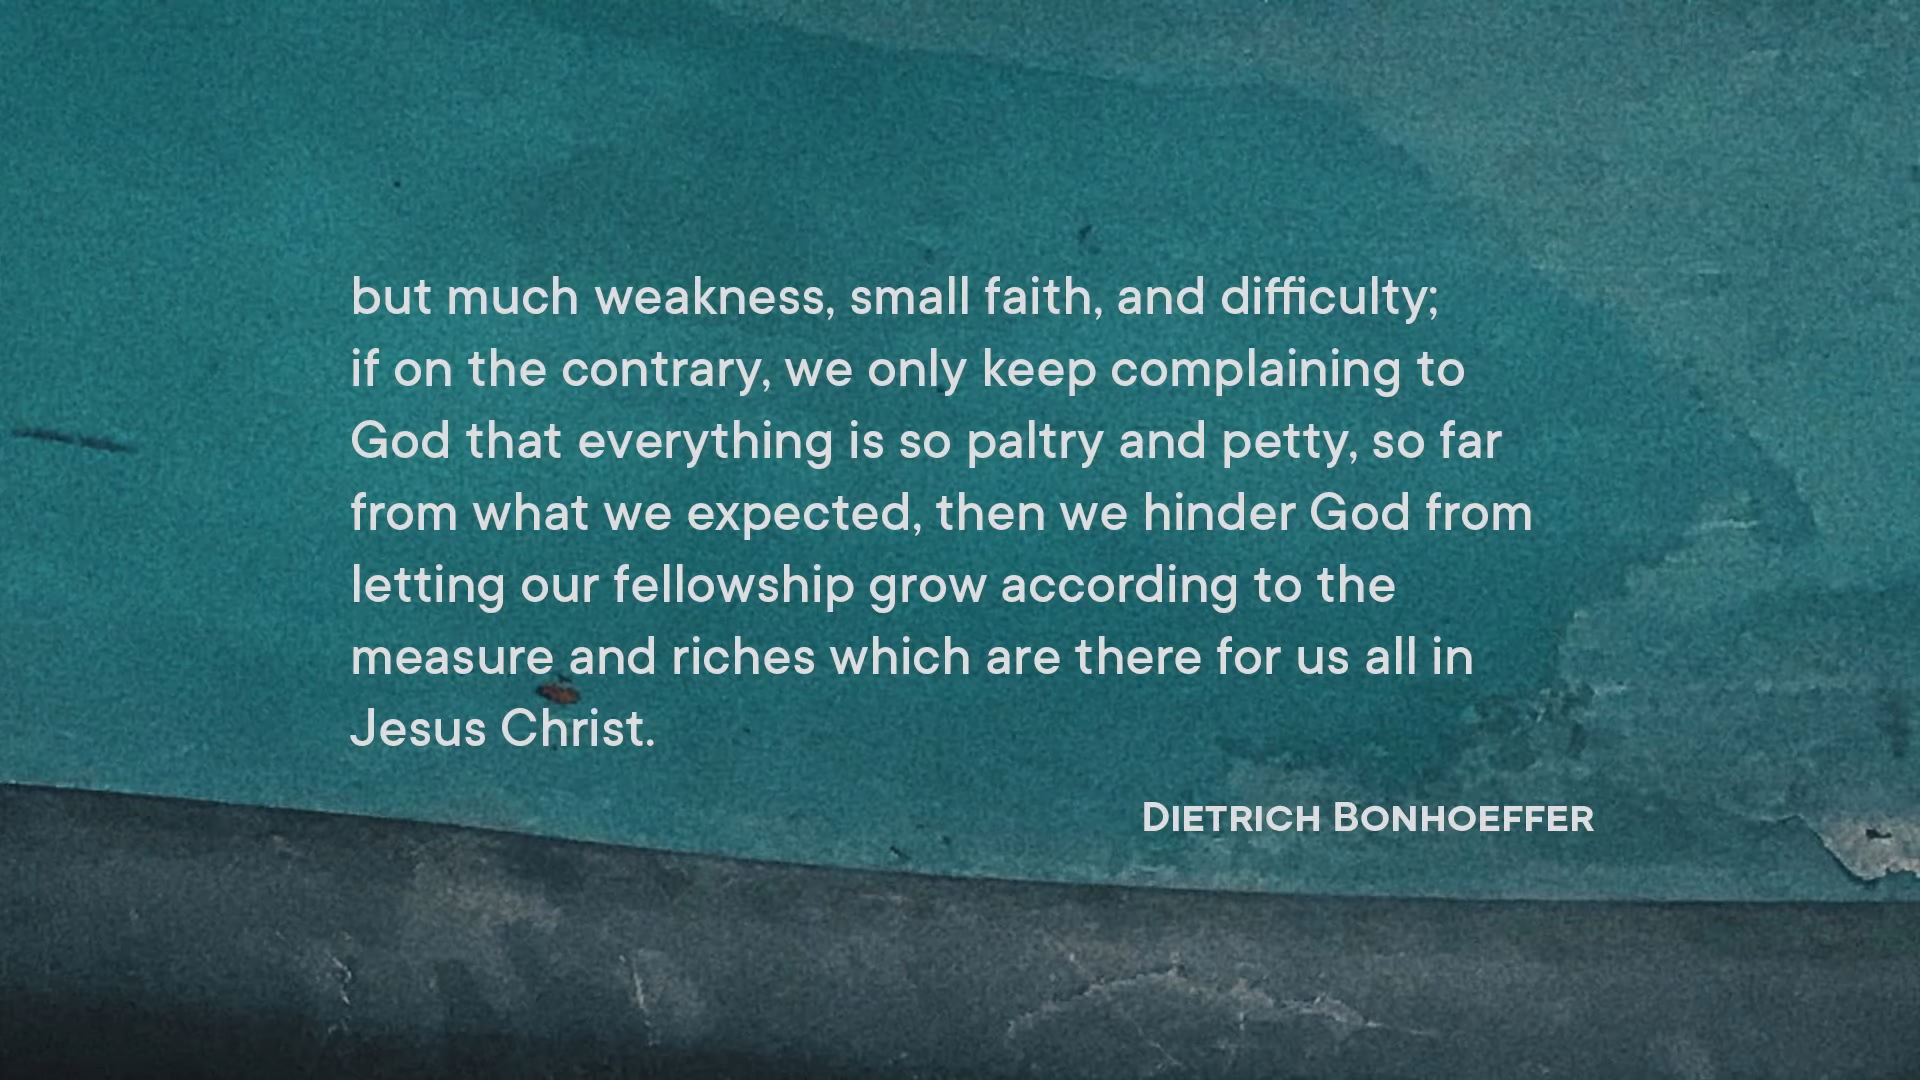 but much weakness, small faith, and difficulty;
if on the contrary, we only keep complaining to
God that everything is so paltry and petty, so far
from what we expected, then we hinder God from
letting our fellowship grow according to the
measure and riches which are there for us all in
Jesus Christ.
DIETRICH BONHOEFFER